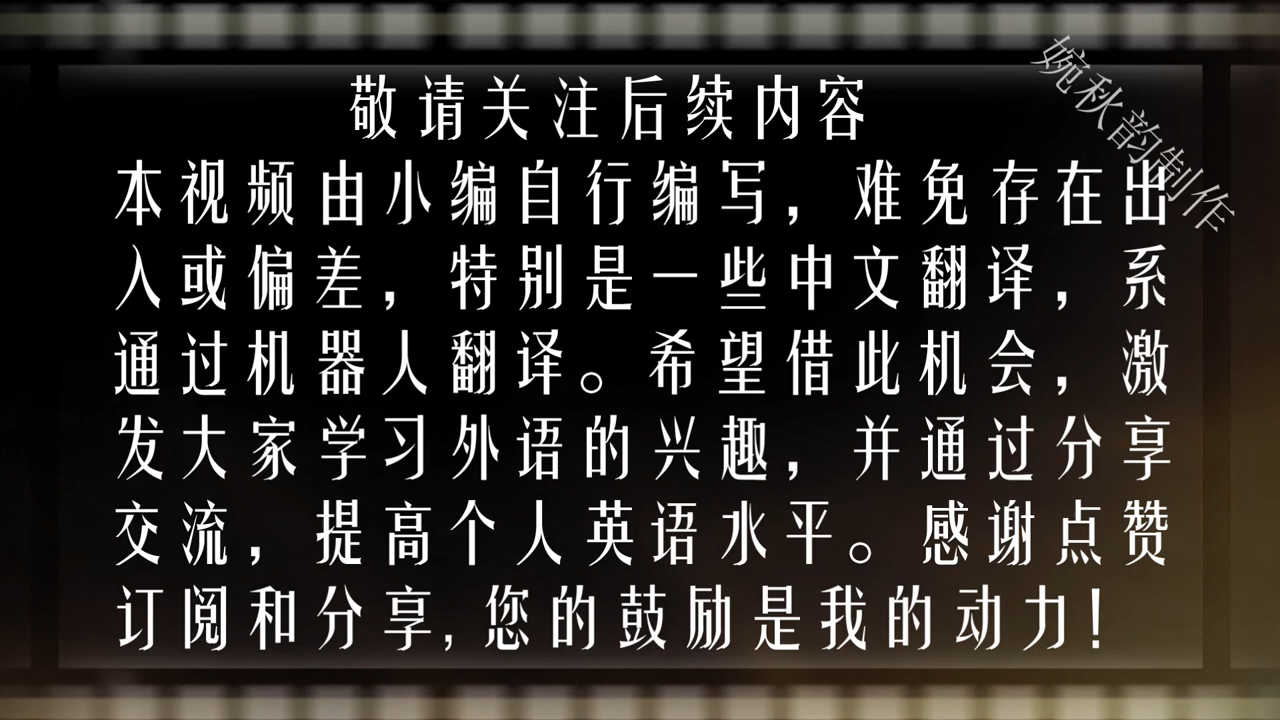 敬请关注后续内容
本视频由小编自行编写，难免存在出
入或偏差，特别是一些中文翻译，系
通过机器人翻译。希望借此机会，激
发大家学习外语的兴趣，并通过分享
交流，提高个人英语水平。感谢点赞
订阅和分享,您的鼓励是我的动力！
婉秋韵制作